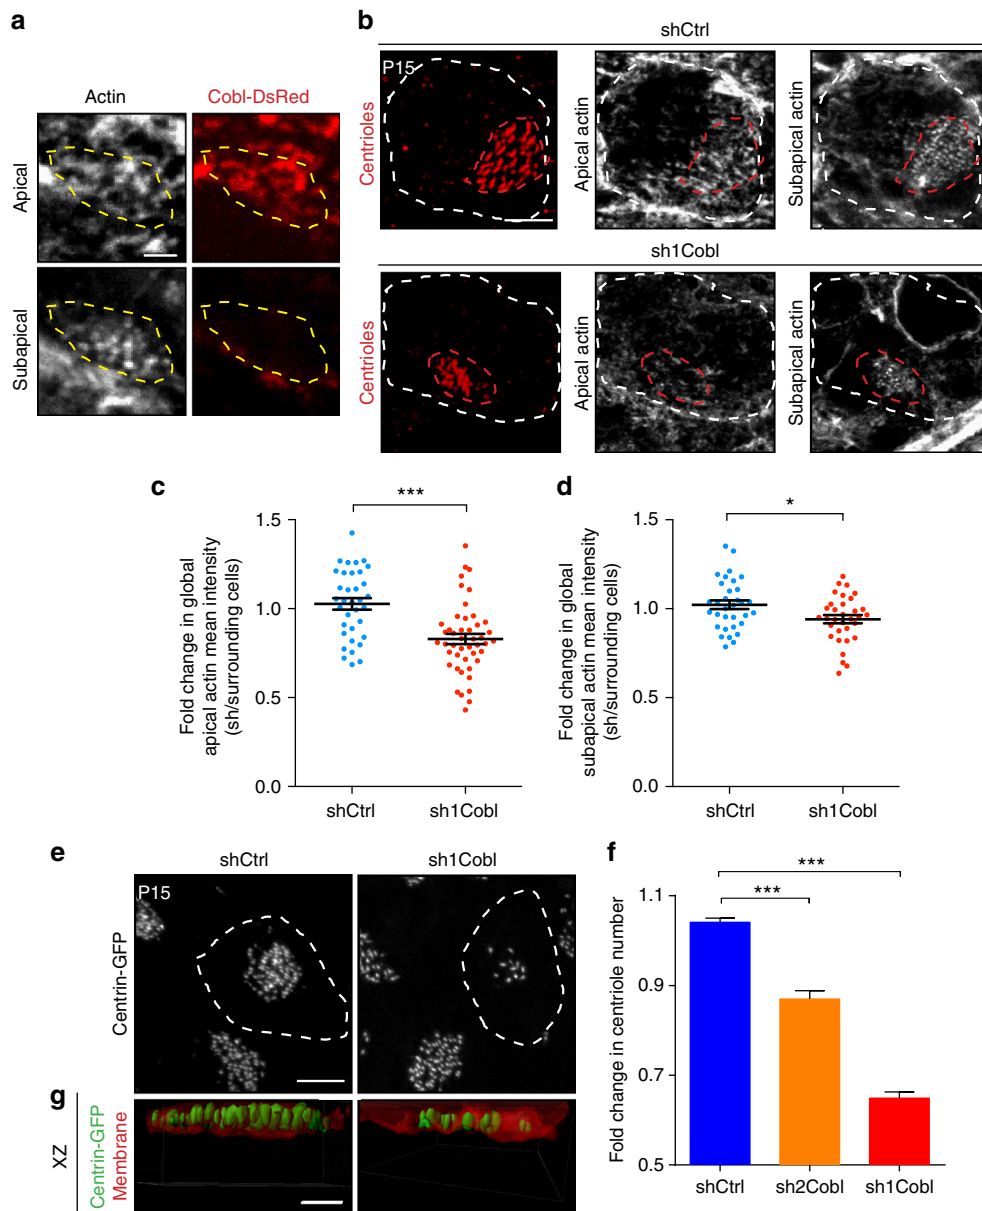 a
Actin
Cobl-DsRed
Apical
Subapical
b
shCtrl
P15
Centrioles
Apical actin
Subapical actin
sh1Cobl
Centrioles
Apical actin
Subapical actin
c
***
Fold change in global
apical actin mean intensity
(sh/surrounding cells)
1.5
1.0
0.5
0.0
shCtrl
sh1Cobl
d
*
Fold change in global
subapical actin mean intensity
(sh/surrounding cells)
1.5
1.0
0.5
0.0
shCtrl
sh1Cobl
e
shCtrl
sh1Cobl
P15
Centrin-GFP
f
***
***
Fold change in centriole number
1.1
0.9
0.7
0.5
shCtrl
sh2Cobl
sh1Cobl
g
XZ
Centrin-GFP
Membrane